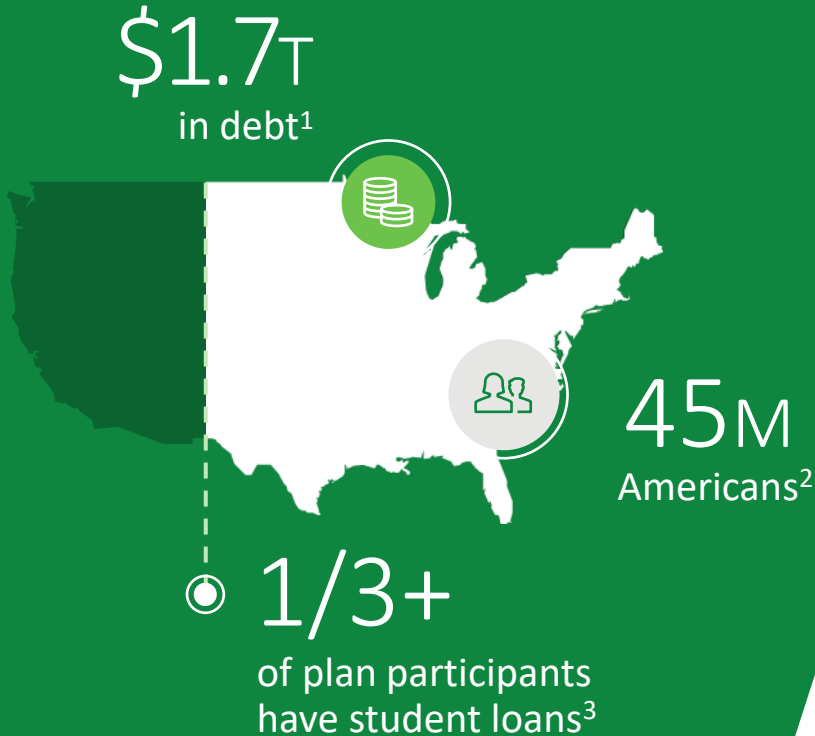 $1.7T
in debt¹
45M
Americans²
1/3+
of plan participants
have student loans³